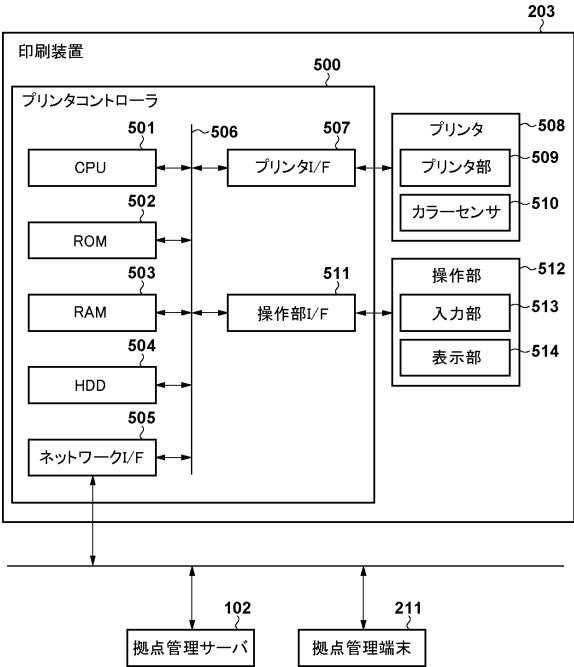 203
印刷装置
500
プリンタコントローラ
501
CPU
506
507
プリンタI/F
508
プリンタ
509
プリンタ部
510
カラーセンサ
502
ROM
503
RAM
511
操作部I/F
512
操作部
513
入力部
514
表示部
504
HDD
505
ネットワークI/F
102
拠点管理サーバ
211
拠点管理端末